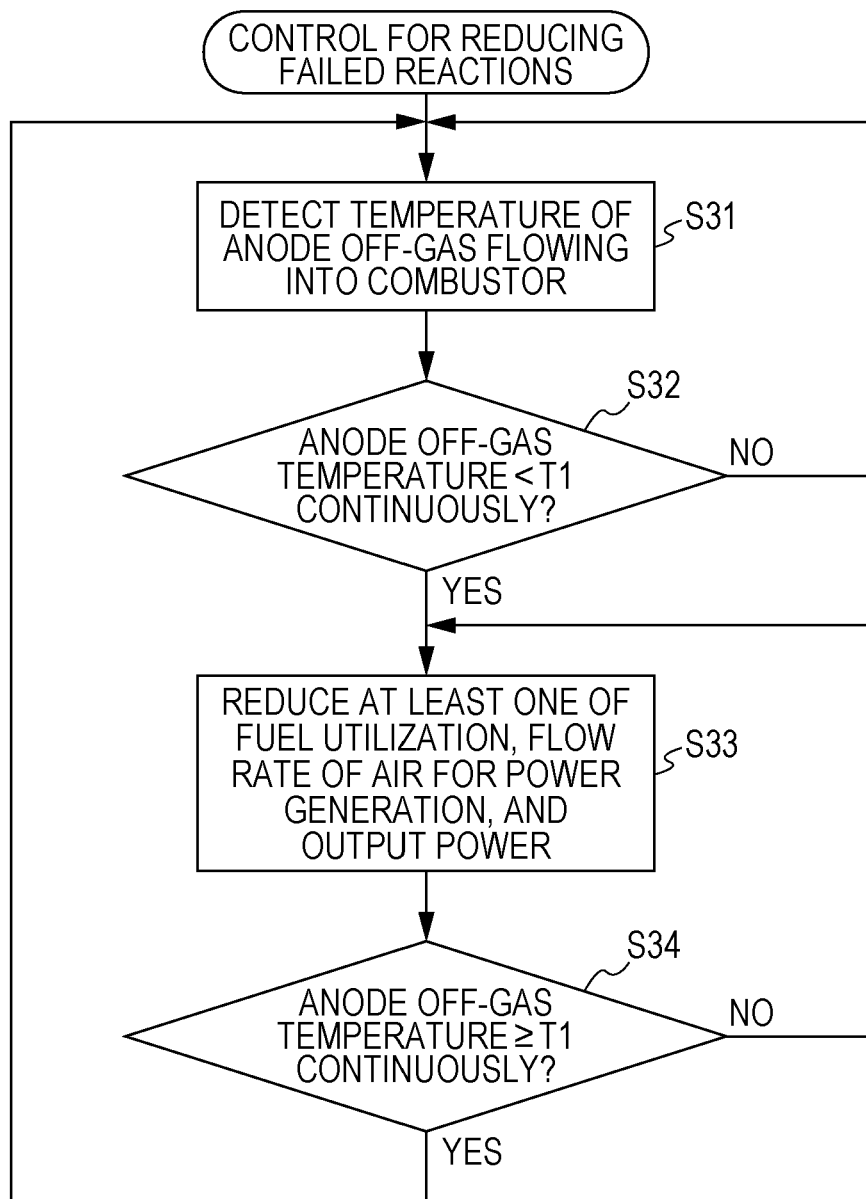 CONTROL FOR REDUCING
FAILED REACTIONS
DETECT TEMPERATURE OF
ANODE OFF-GAS FLOWING
INTO COMBUSTOR
S31
S32
ANODE OFF-GAS
TEMPERATURE < T1
CONTINUOUSLY?
NO
YES
REDUCE AT LEAST ONE OF
FUEL UTILIZATION, FLOW
RATE OF AIR FOR POWER
GENERATION, AND
OUTPUT POWER
S33
S34
ANODE OFF-GAS
TEMPERATURE ≥ T1
CONTINUOUSLY?
NO
YES